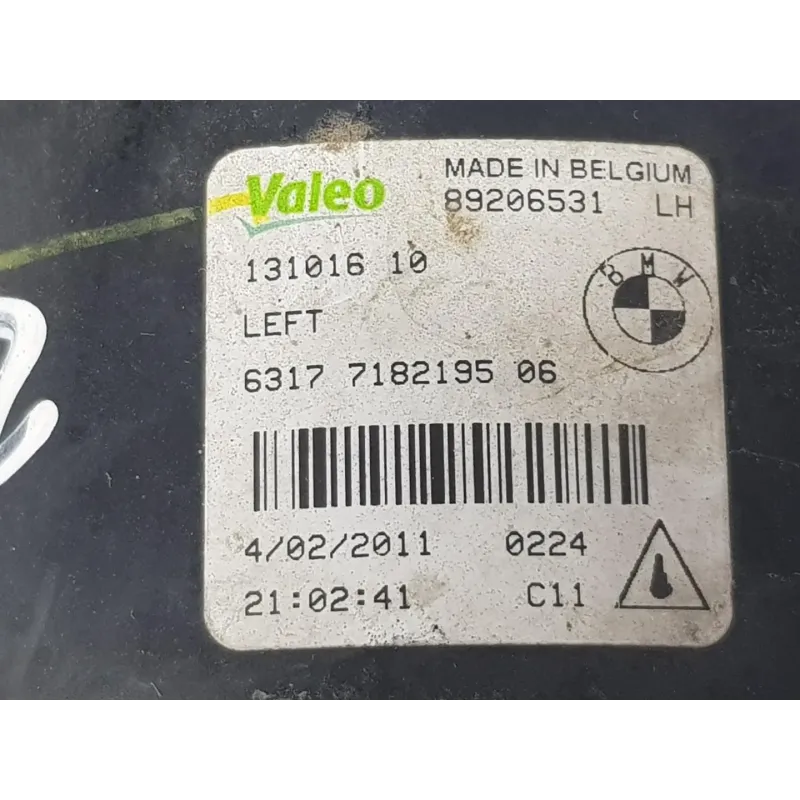 Valeo
MADE IN BELGIUM
89206531 LH
131016 10
BMW
LEFT
6317 7182195 06
4/02/2011 0224
21:02:41 C11